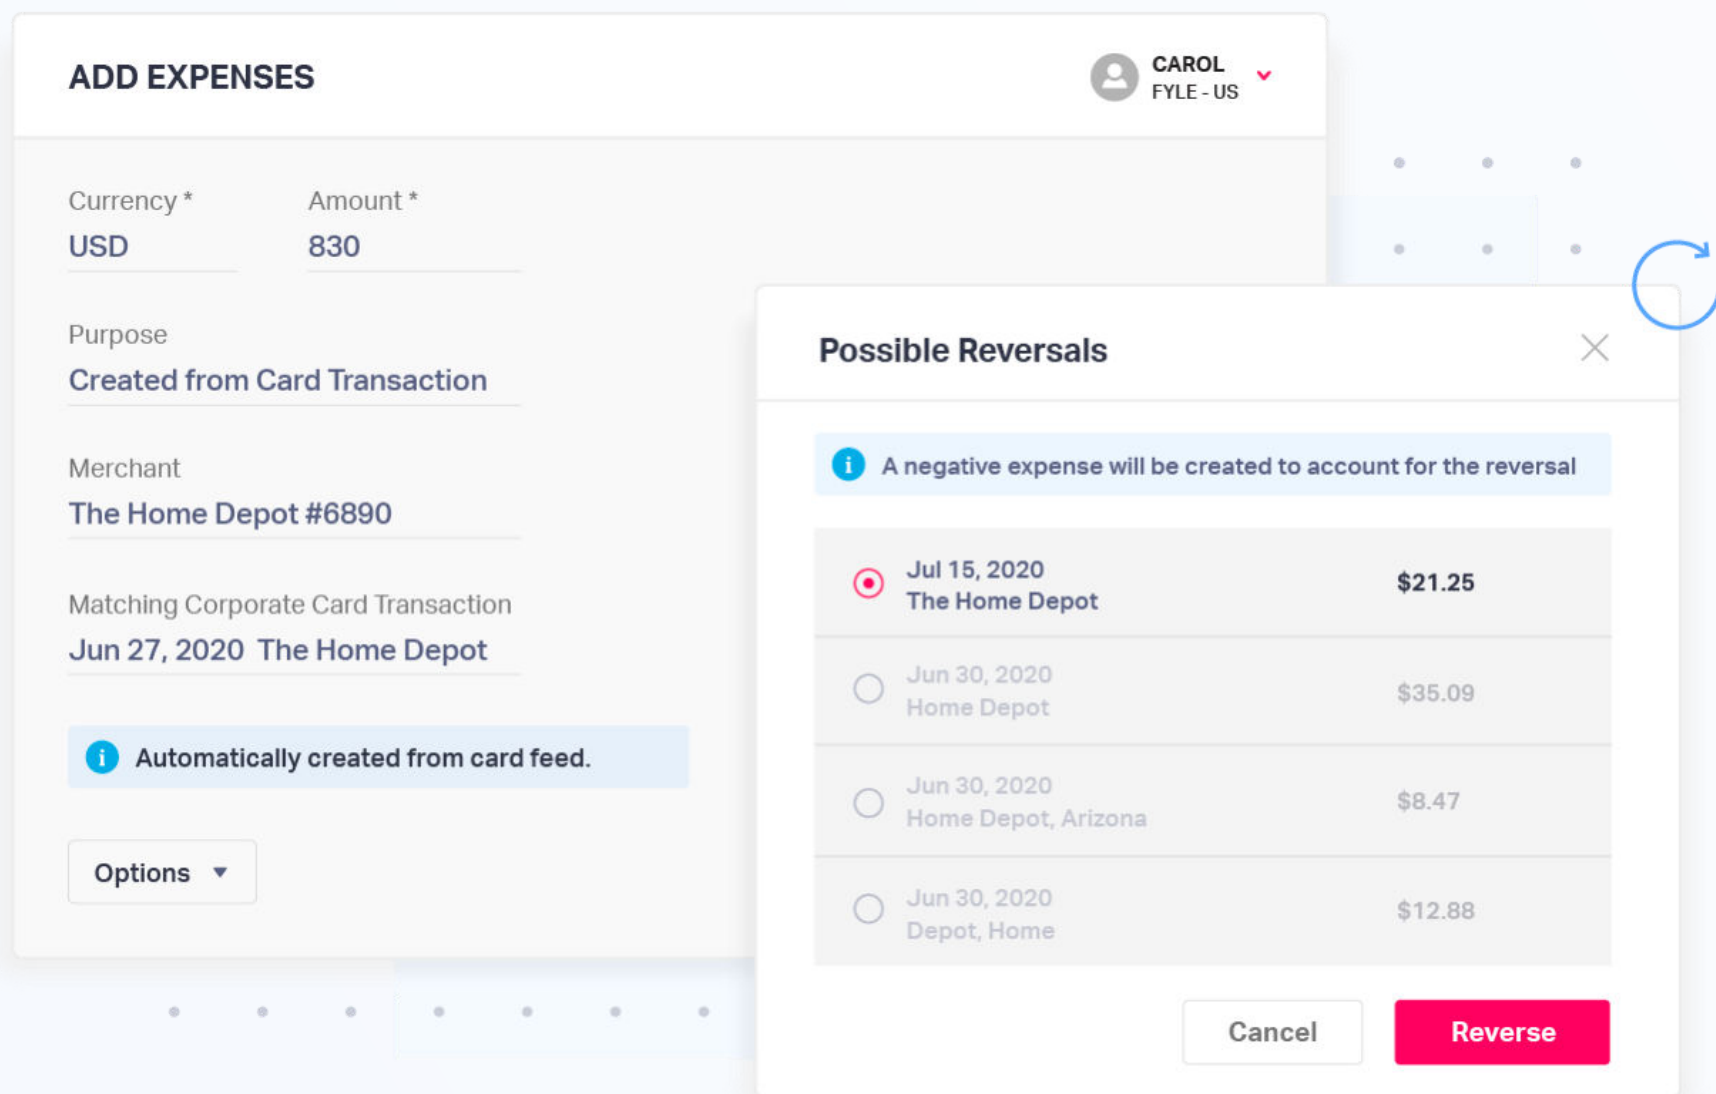 ADD EXPENSES
CAROL
FYLE - US
Currency * Amount *
USD 830
Purpose
Created from Card Transaction
Merchant
The Home Depot #6890
Matching Corporate Card Transaction
Jun 27, 2020 The Home Depot
Automatically created from card feed.
Options
Possible Reversals
A negative expense will be created to account for the reversal
Jul 15, 2020
The Home Depot
$21.25
Jun 30, 2020
Home Depot
$35.09
Jun 30, 2020
Home Depot, Arizona
$8.47
Jun 30, 2020
Depot, Home
$12.88
Cancel Reverse